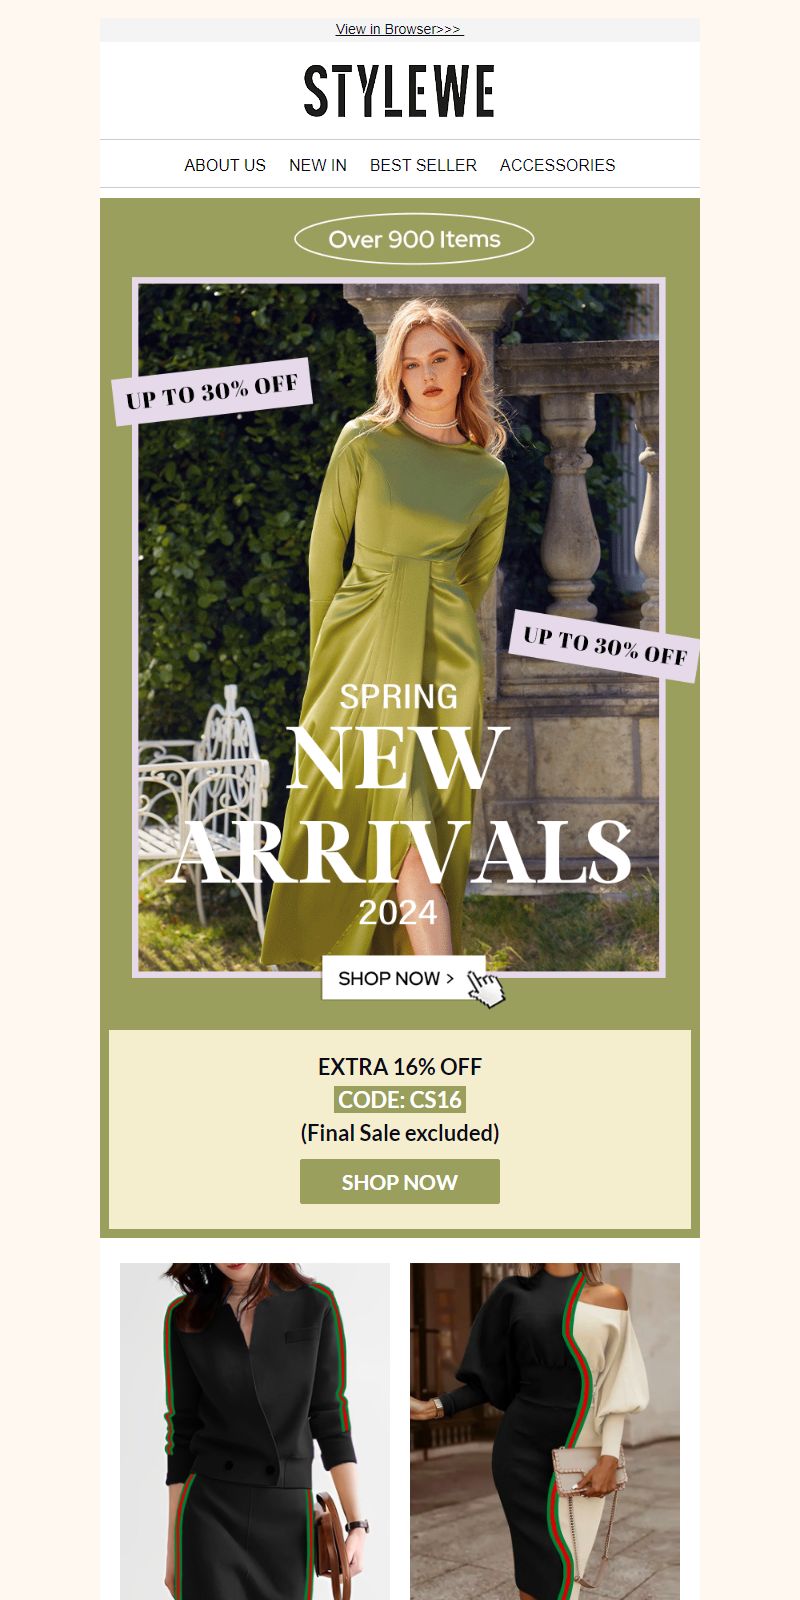 View in Browser>>>
STYLEWE
ABOUT US NEW IN BEST SELLER ACCESSORIES
Over 900 Items
UP TO 30% OFF
UP TO 30% OFF
SPRING
NEW
ARRIVALS
2024
SHOP NOW >
EXTRA 16% OFF
CODE: CS16
(Final Sale excluded)
SHOP NOW